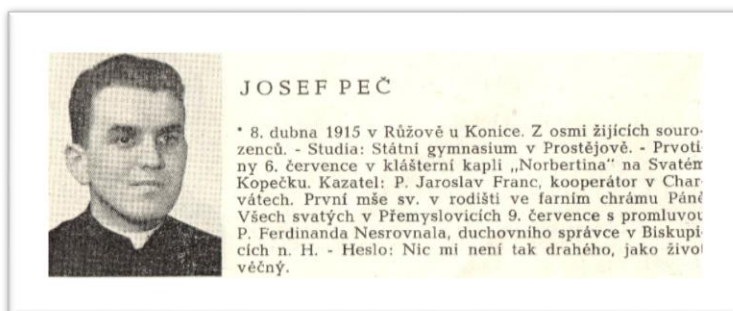 JOSEF PEČ
* 8. dubna 1915 v Růžově u Konice. Z osmi žijících souro-
zenců. - Studia: Státní gymnasium v Prostějově. - Prvoti-
ny 6. července v klášterní kapli „Norbertina" na Svatém
Kopečku. Kazatel: P. Jaroslav Franc, kooperátor v Char-
vátech. První mše sv. v rodišti ve farním chrámu Páně
Všech svatých v Přemyslovicích 9. července s promluvou
P. Ferdinanda Nesrovnala, duchovního správce v Biskupi-
cích n. H. - Heslo: Nic mi není tak drahého, jako život
věčný.